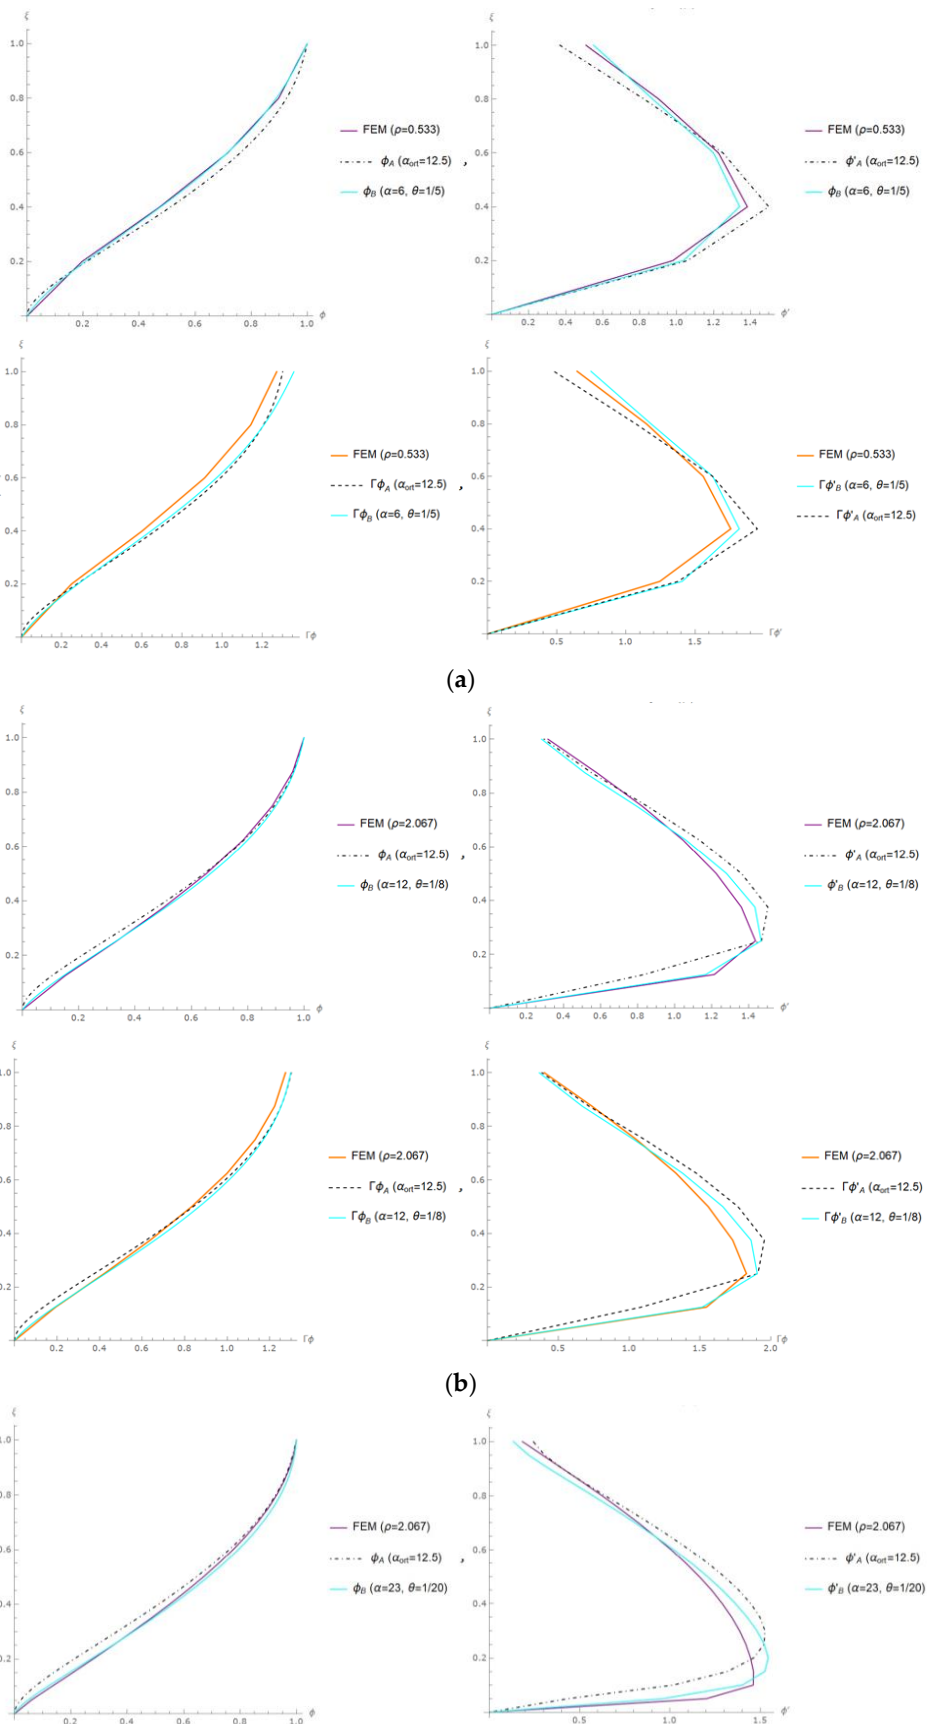 ξ
1.0
0.8
0.6
0.4
0.2
0.2 0.4 0.6 0.8 1.0 ϕ
FEM (ρ=0.533)
ϕA (αort=12.5) ,
ϕB (α=6, θ=1/5)
ξ
1.0
0.8
0.6
0.4
0.2
0.2 0.4 0.6 0.8 1.0 1.2 1.4 ϕ'
FEM (ρ=0.533)
ϕ'A (αort=12.5)
ϕ'B (α=6, θ=1/5)
ξ
1.0
0.8
0.6
0.4
0.2
0.2 0.4 0.6 0.8 1.0 1.2 Γϕ
FEM (ρ=0.533)
ΓϕA (αort=12.5) ,
ΓϕB (α=6, θ=1/5)
ξ
1.0
0.8
0.6
0.4
0.2
0.5 1.0 1.5 Γϕ'
FEM (ρ=0.533)
Γϕ'B (α=6, θ=1/5)
Γϕ'A (αort=12.5)
(a)
ξ
1.0
0.8
0.6
0.4
0.2
0.2 0.4 0.6 0.8 1.0 ϕ
FEM (ρ=2.067)
ϕA (αort=12.5) ,
ϕB (α=12, θ=1/8)
ξ
1.0
0.8
0.6
0.4
0.2
0.2 0.4 0.6 0.8 1.0 1.2 1.4 ϕ'
FEM (ρ=2.067)
ϕ'A (αort=12.5)
ϕ'B (α=12, θ=1/8)
ξ
1.0
0.8
0.6
0.4
0.2
0.2 0.4 0.6 0.8 1.0 1.2 Γϕ
FEM (ρ=2.067)
ΓϕA (αort=12.5) ,
ΓϕB (α=12, θ=1/8)
ξ
1.0
0.8
0.6
0.4
0.2
0.5 1.0 1.5 2.0 Γϕ
FEM (ρ=2.067)
Γϕ'A (αort=12.5)
Γϕ'B (α=12, θ=1/8)
(b)
ξ
1.0
0.8
0.6
0.4
0.2
0.2 0.4 0.6 0.8 1.0 ϕ
FEM (ρ=2.067)
ϕA (αort=12.5) ,
ϕB (α=23, θ=1/20)
ξ
1.0
0.8
0.6
0.4
0.2
0.5 1.0 1.5 ϕ'
FEM (ρ=2.067)
ϕ'A (αort=12.5)
ϕ'B (α=23, θ=1/20)